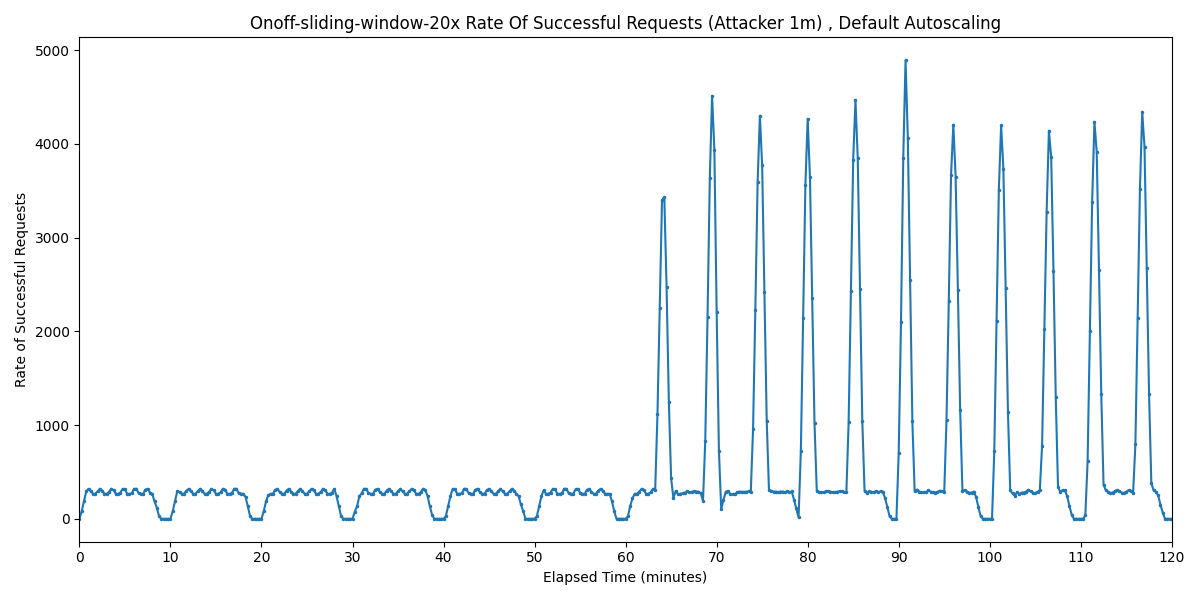 Onoff-sliding-window-20x Rate Of Successful Requests (Attacker 1m) , Default Autoscaling
Rate of Successful Requests
5000
4000
3000
2000
1000
0
0 10 20 30 40 50 60 70 80 90 100 110 120
Elapsed Time (minutes)